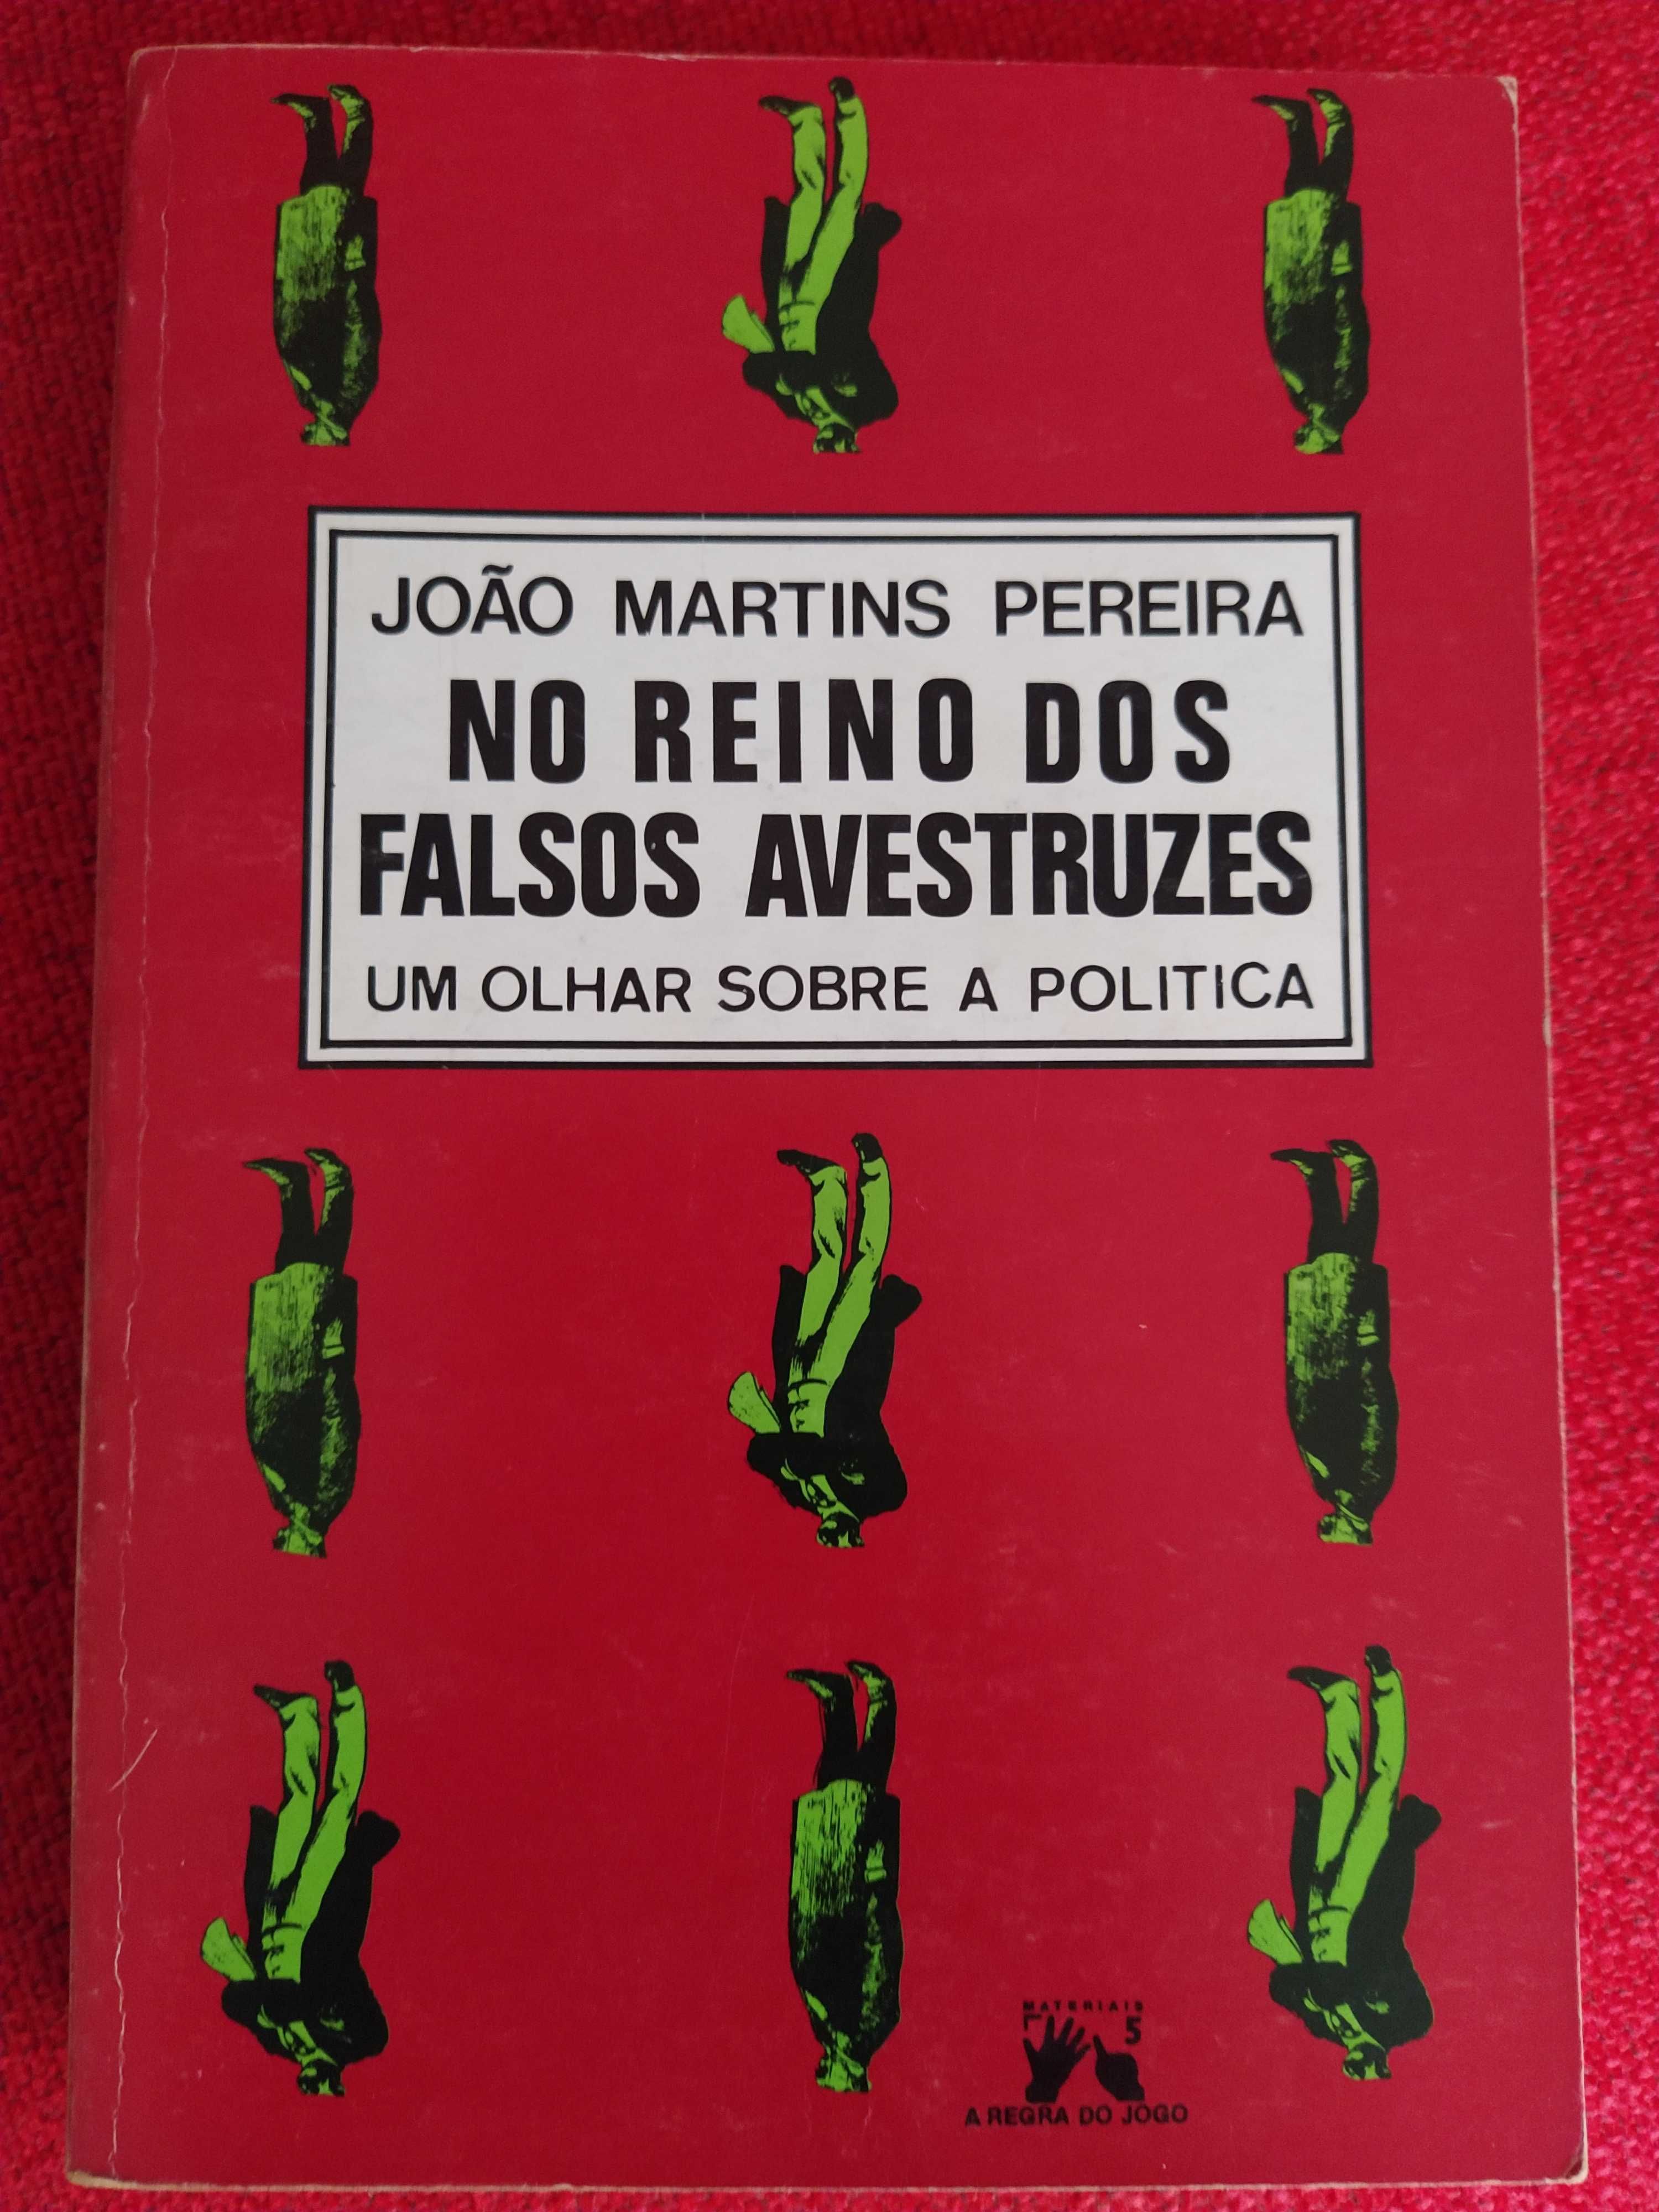 JOÃO MARTINS PEREIRA
NO REINO DOS
FALSOS AVESTRUZES
UM OLHAR SOBRE A POLITICA
MATERIAIS
5
A REGRA DO JOGO